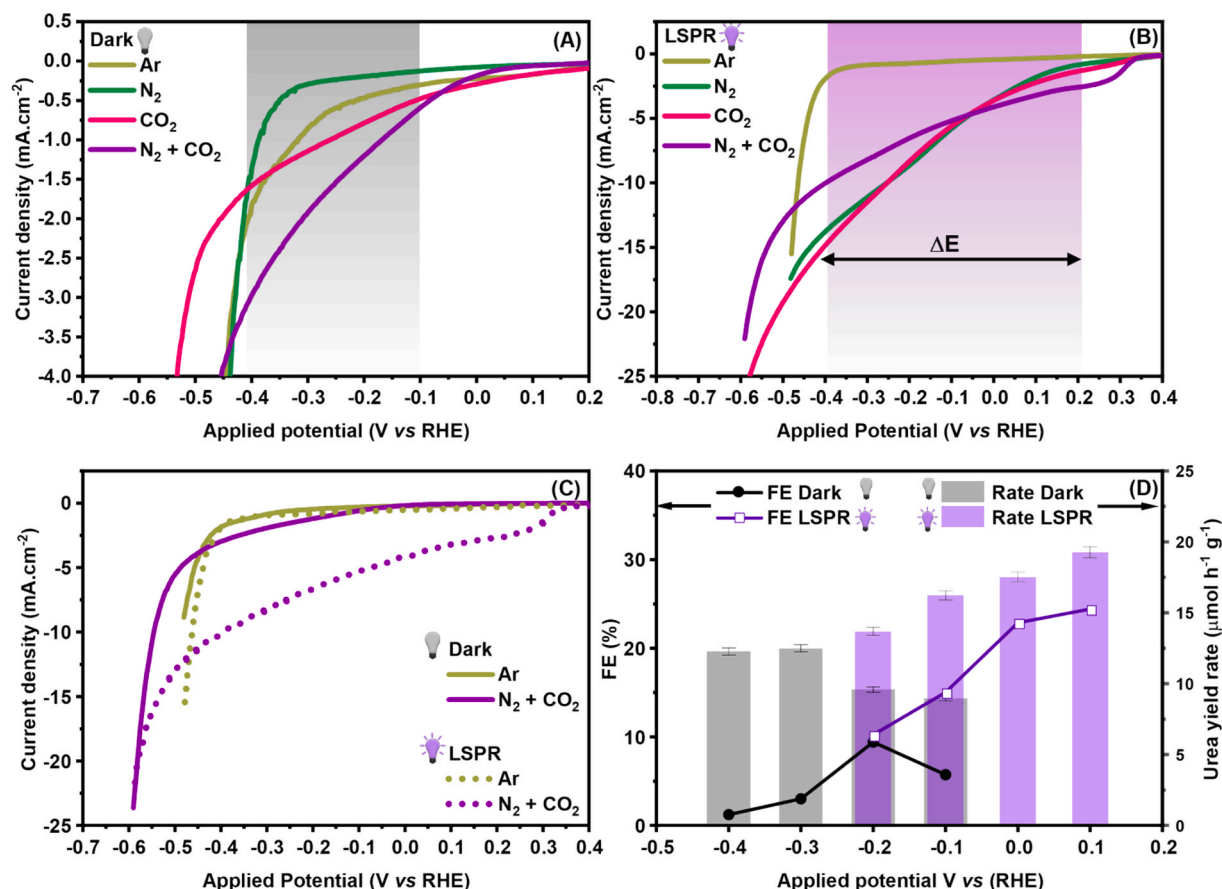 (A)
Dark
Ar
N₂
CO₂
N₂ + CO₂
Current density (mA.cm⁻²)
0.5
0.0
-0.5
-1.0
-1.5
-2.0
-2.5
-3.0
-3.5
-4.0
-0.7 -0.6 -0.5 -0.4 -0.3 -0.2 -0.1 0.0 0.1 0.2
Applied potential (V vs RHE)
(B)
LSPR
Ar
N₂
CO₂
N₂ + CO₂
ΔE
Current density (mA.cm⁻²)
0
-5
-10
-15
-20
-25
-0.8 -0.7 -0.6 -0.5 -0.4 -0.3 -0.2 -0.1 0.0 0.1 0.2 0.3 0.4
Applied Potential (V vs RHE)
(C)
Dark
Ar
N₂ + CO₂
LSPR
Ar
N₂ + CO₂
Current density (mA.cm⁻²)
0
-5
-10
-15
-20
-25
-0.7 -0.6 -0.5 -0.4 -0.3 -0.2 -0.1 0.0 0.1 0.2 0.3 0.4
Applied Potential (V vs RHE)
(D)
FE Dark
Rate Dark
FE LSPR
Rate LSPR
FE (%)
40
30
20
10
0
Urea yield rate (μmol h⁻¹ g⁻¹)
25
20
15
10
5
0
-0.5 -0.4 -0.3 -0.2 -0.1 0.0 0.1 0.2
Applied potential V vs (RHE)